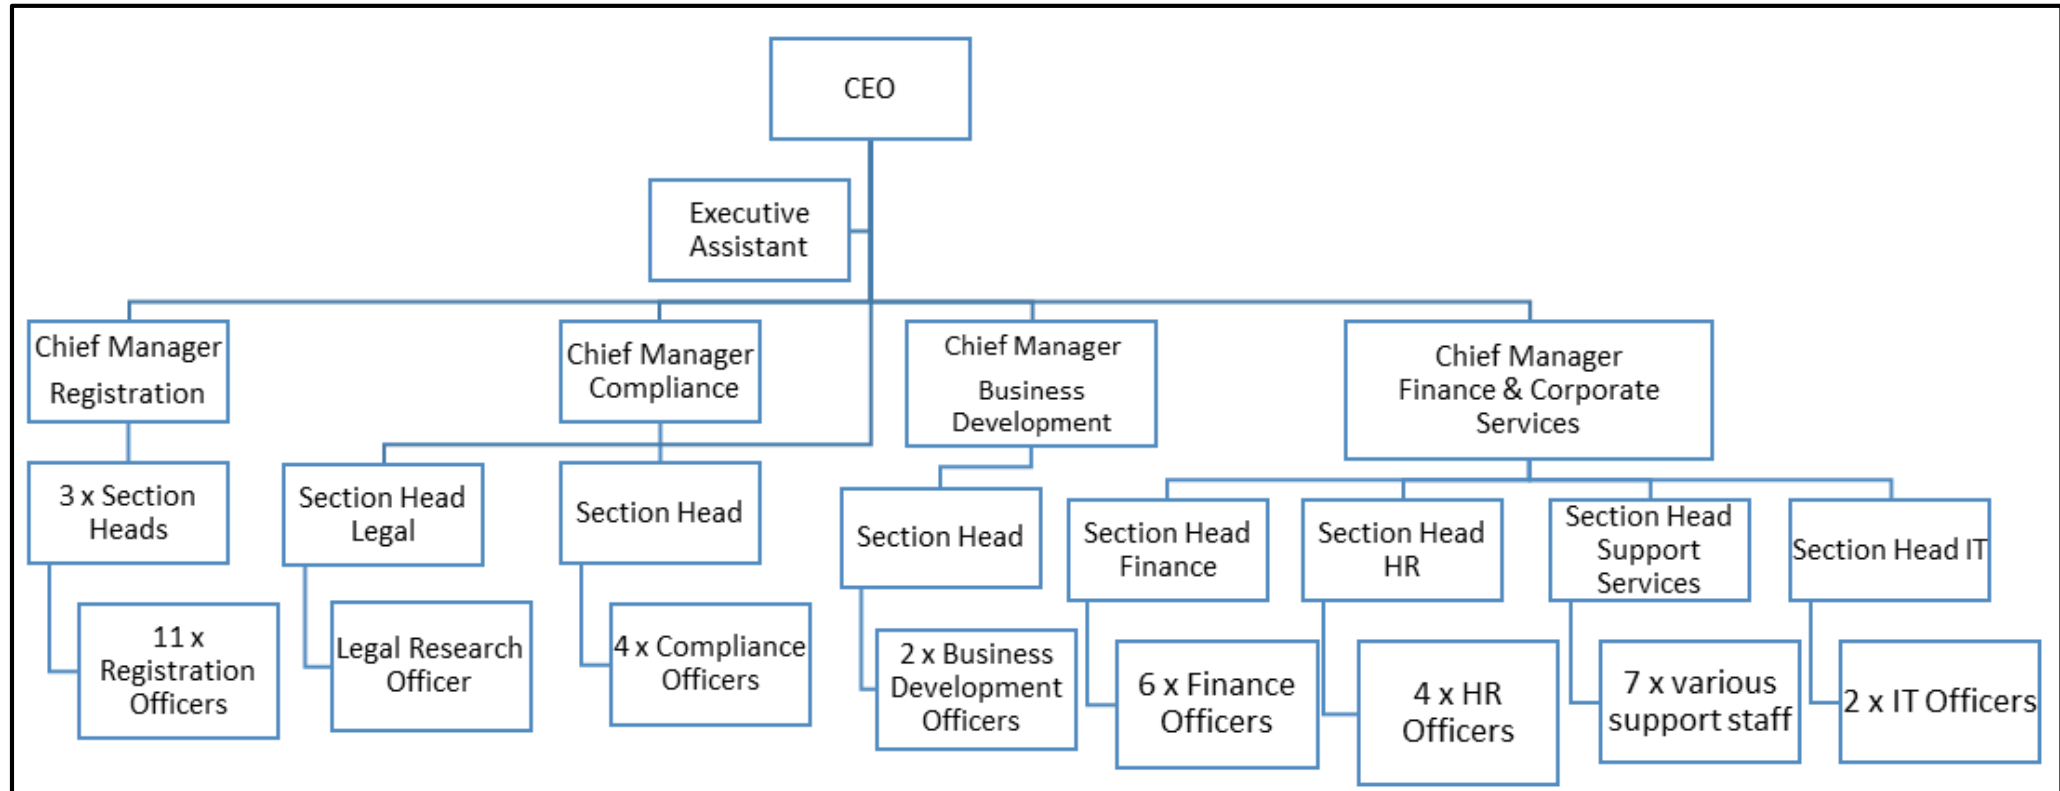 CEO
Executive
Assistant
Chief Manager
Registration
Chief Manager
Compliance
Chief Manager
Business
Development
Chief Manager
Finance & Corporate
Services
3 x Section
Heads
Section Head
Legal
Section Head
Section Head
Section Head
Finance
Section Head
HR
Section Head
Support
Services
Section Head IT
11 x
Registration
Officers
Legal Research
Officer
4 x Compliance
Officers
2 x Business
Development
Officers
6 x Finance
Officers
4 x HR
Officers
7 x various
support staff
2 x IT Officers